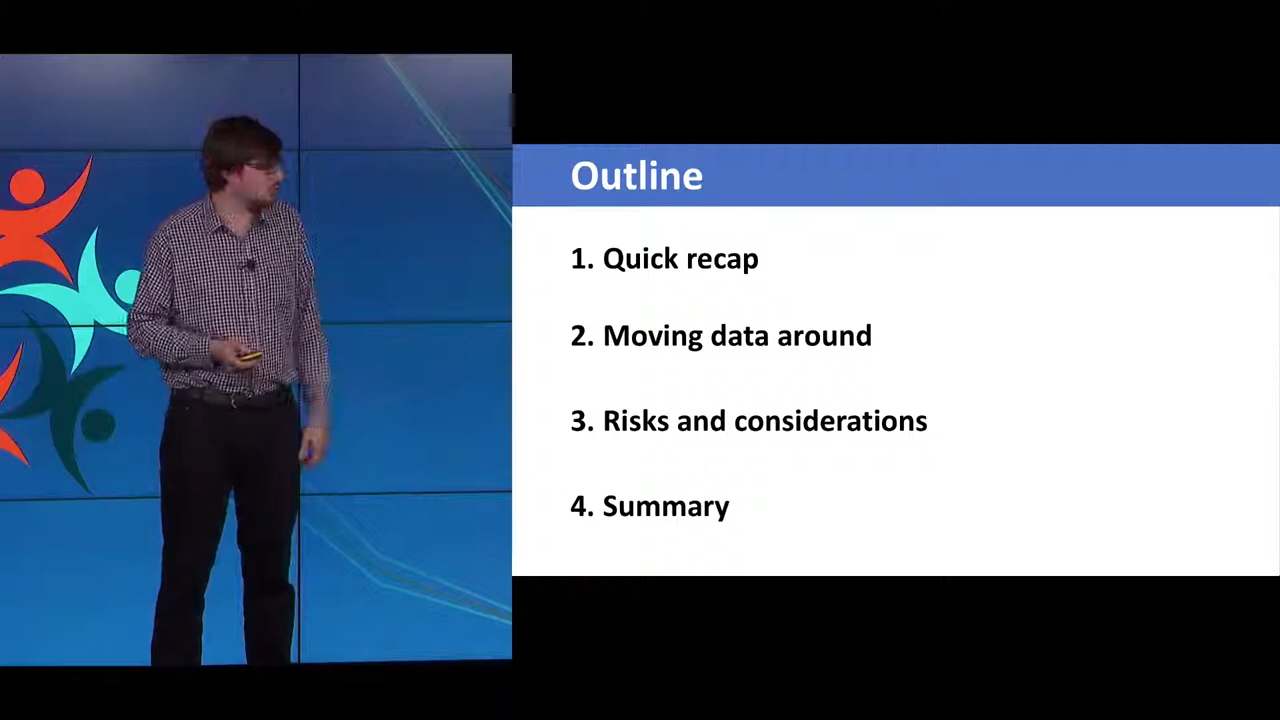 Outline
1. Quick recap
2. Moving data around
3. Risks and considerations
4. Summary